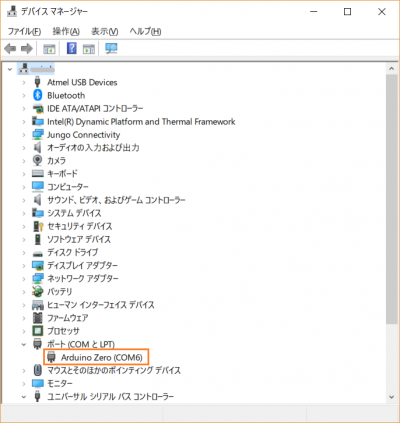 デバイス マネージャー
ファイル(F) 操作(A) 表示(V) ヘルプ(H)
Atmel USB Devices
Bluetooth
IDE ATA/ATAPI コントローラー
Intel(R) Dynamic Platform and Thermal Framework
Jungo Connectivity
オーディオの入力および出力
カメラ
キーボード
コンピューター
サウンド、ビデオ、およびゲーム コントローラー
システム デバイス
セキュリティ デバイス
ソフトウェア デバイス
ディスク ドライブ
ディスプレイ アダプター
ネットワーク アダプター
バッテリ
ヒューマン インターフェイス デバイス
ファームウェア
プロセッサ
ポート (COM と LPT)
Arduino Zero (COM6)
マウスとそのほかのポインティング デバイス
モニター
ユニバーサル シリアル バス コントローラー